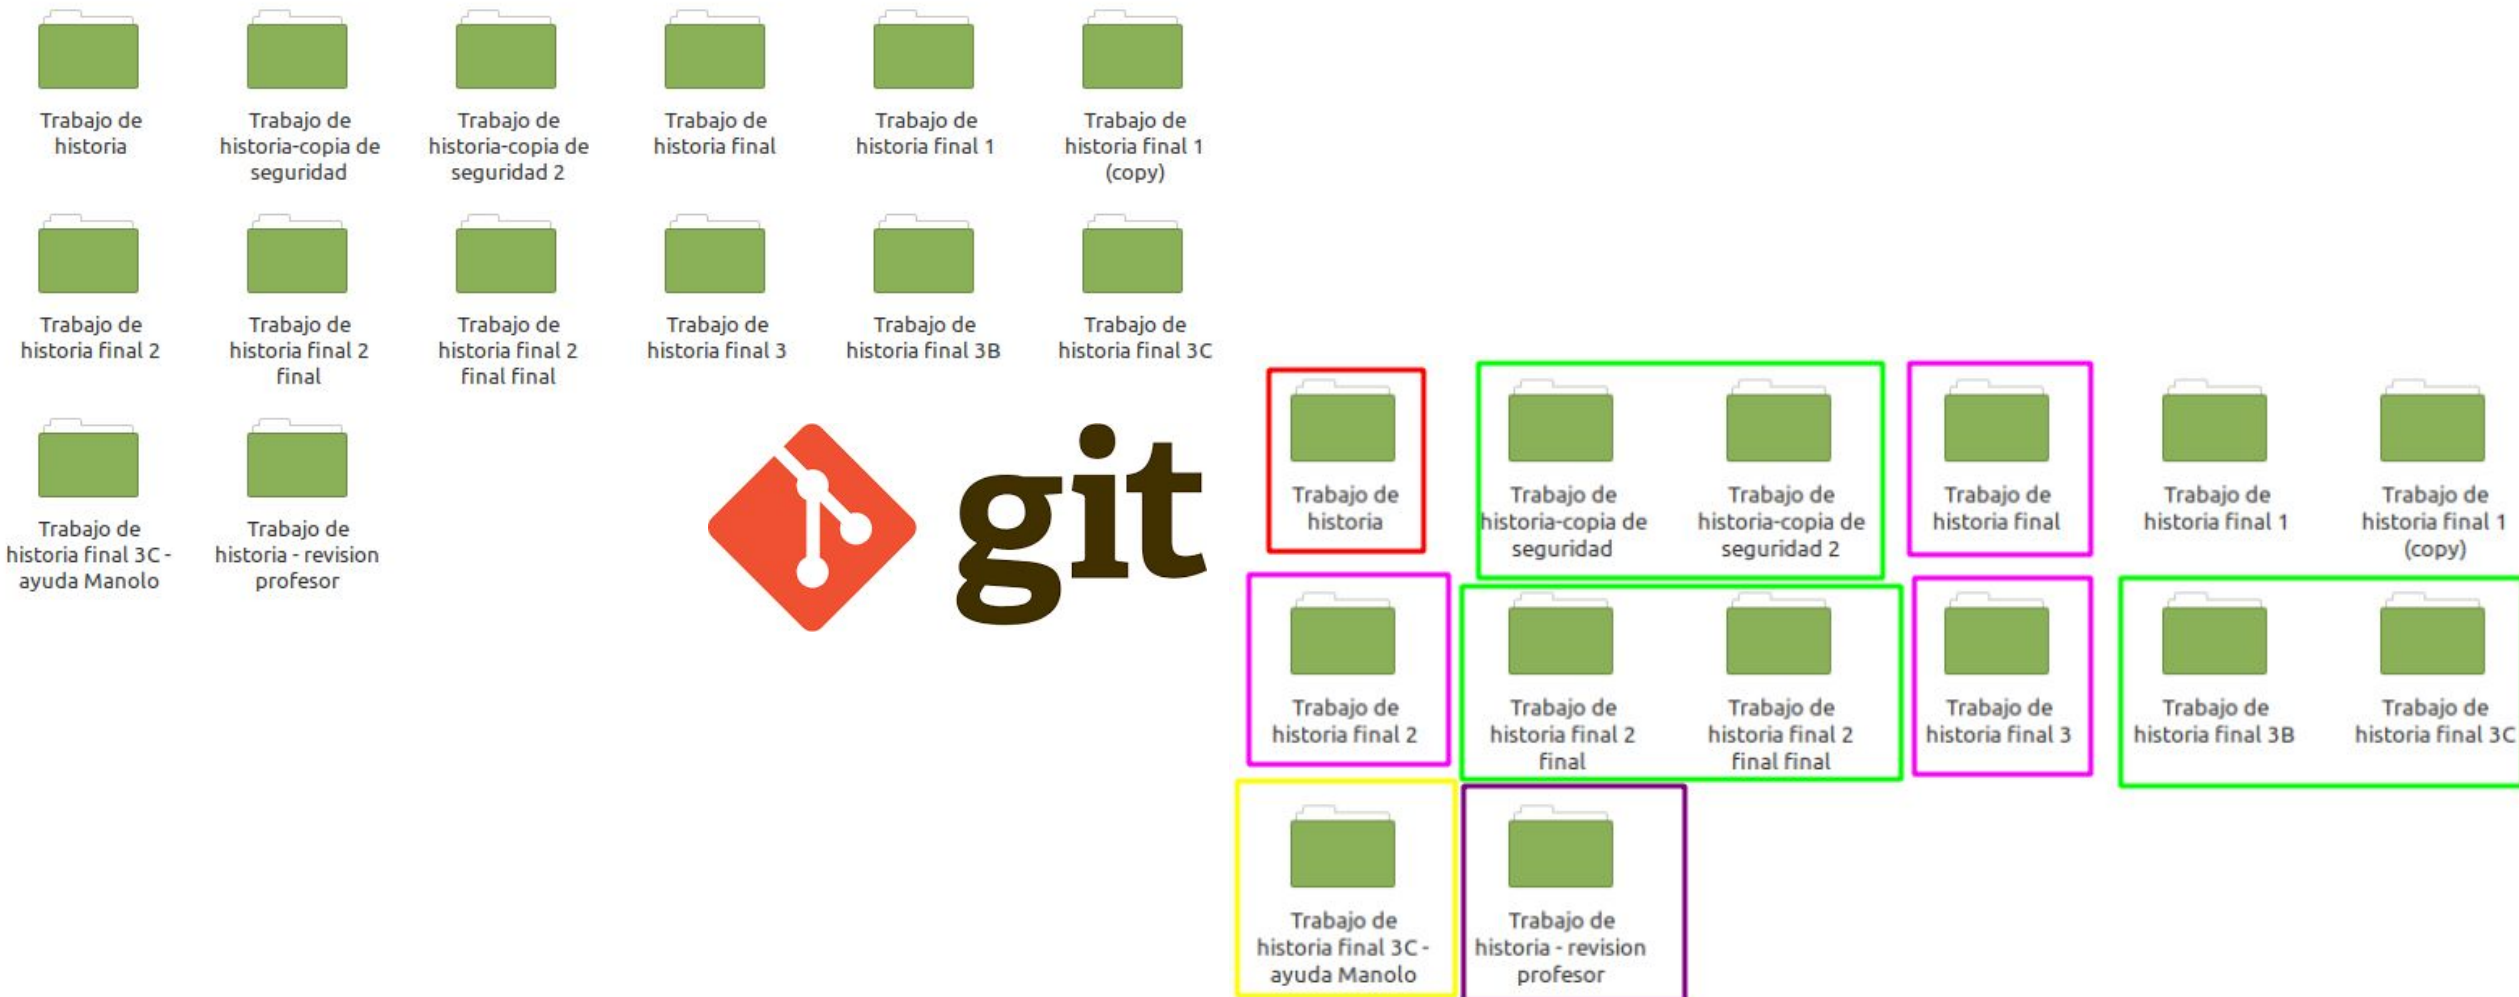 Trabajo de
historia
Trabajo de
historia-copia de
seguridad
Trabajo de
historia-copia de
seguridad 2
Trabajo de
historia final
Trabajo de
historia final 1
Trabajo de
historia final 1
(copy)
Trabajo de
historia final 2
Trabajo de
historia final 2
final
Trabajo de
historia final 2
final final
Trabajo de
historia final 3
Trabajo de
historia final 3B
Trabajo de
historia final 3C
Trabajo de
historia final 3C -
ayuda Manolo
Trabajo de
historia - revision
profesor
git
Trabajo de
historia
Trabajo de
historia-copia de
seguridad
Trabajo de
historia-copia de
seguridad 2
Trabajo de
historia final
Trabajo de
historia final 1
Trabajo de
historia final 1
(copy)
Trabajo de
historia final 2
Trabajo de
historia final 2
final
Trabajo de
historia final 2
final final
Trabajo de
historia final 3
Trabajo de
historia final 3B
Trabajo de
historia final 3C
Trabajo de
historia final 3C -
ayuda Manolo
Trabajo de
historia - revision
profesor